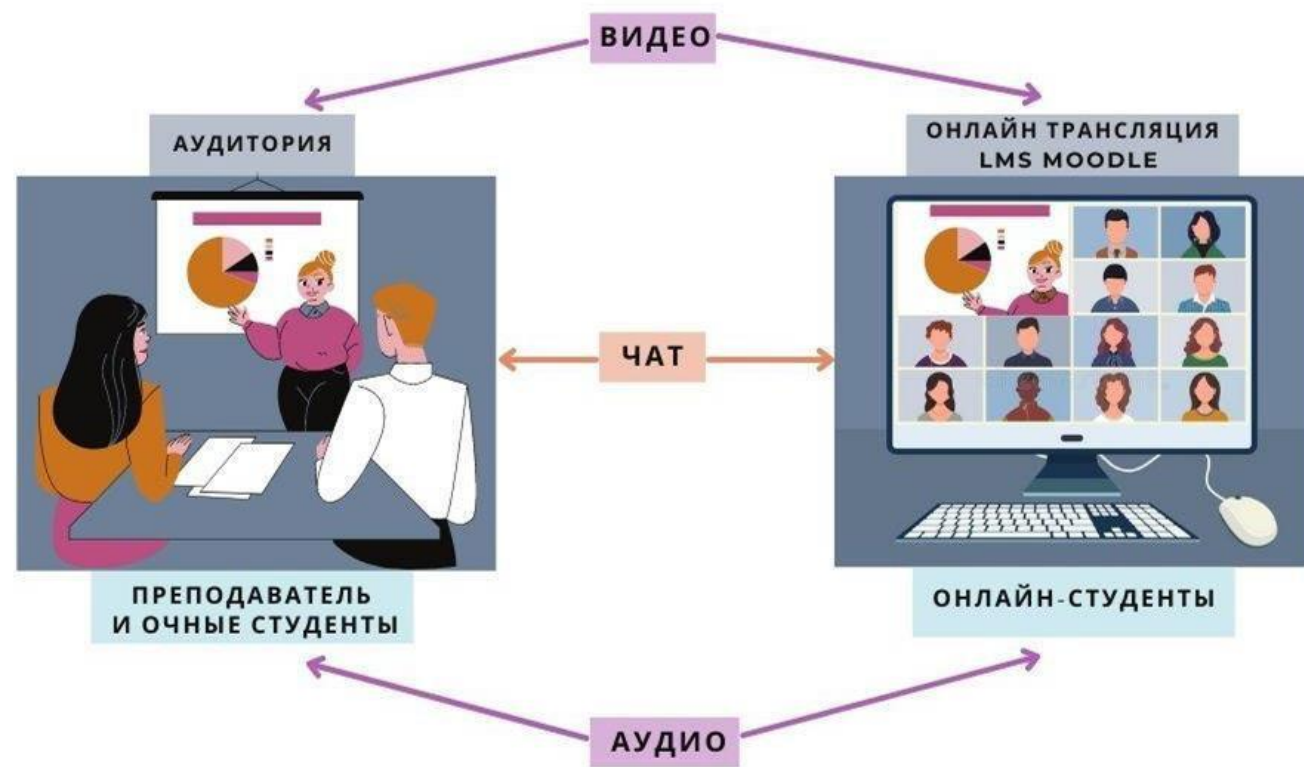 ВИДЕО
АУДИТОРИЯ
ОНЛАЙН ТРАНСЛЯЦИЯ
LMS MOODLE
ЧАТ
ПРЕПОДАВАТЕЛЬ
И ОЧНЫЕ СТУДЕНТЫ
ОНЛАЙН-СТУДЕНТЫ
АУДИО